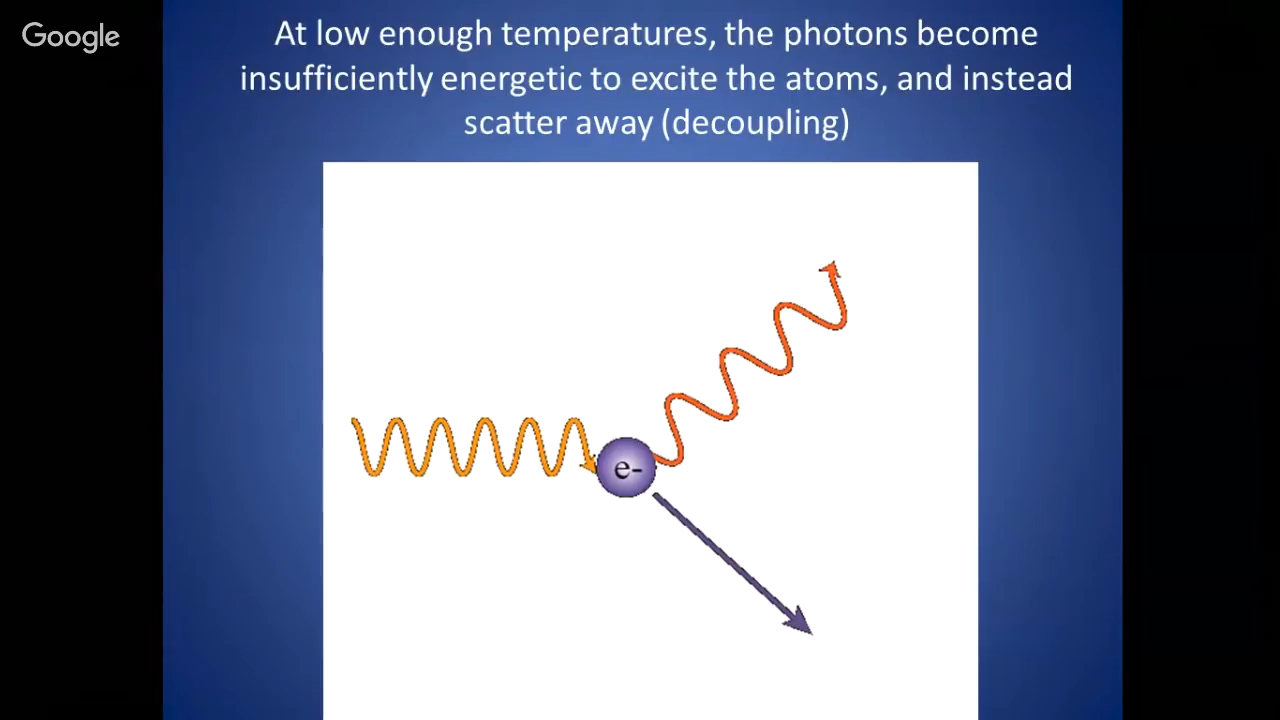 Google
At low enough temperatures, the photons become
insufficiently energetic to excite the atoms, and instead
scatter away (decoupling)
e-